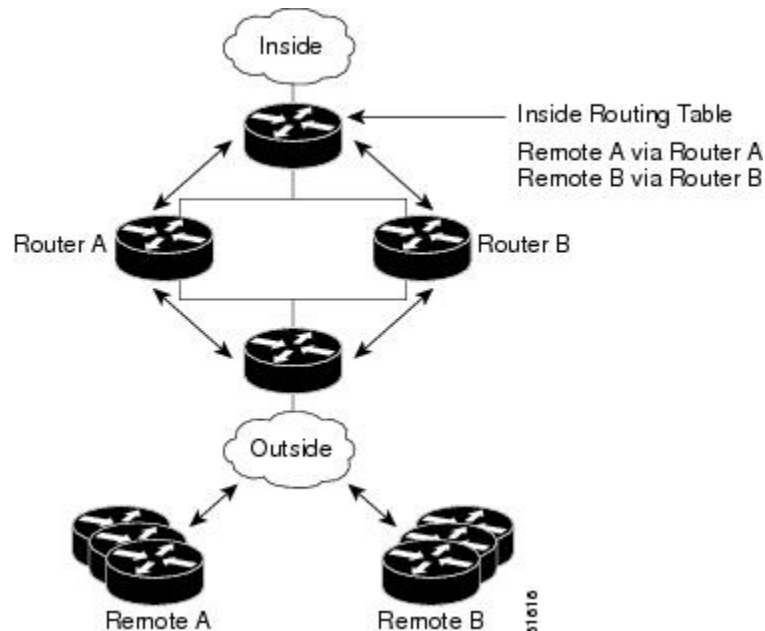 Inside
Inside Routing Table
Remote A via Router A
Remote B via Router B
Router A
Router B
Outside
Remote A
Remote B